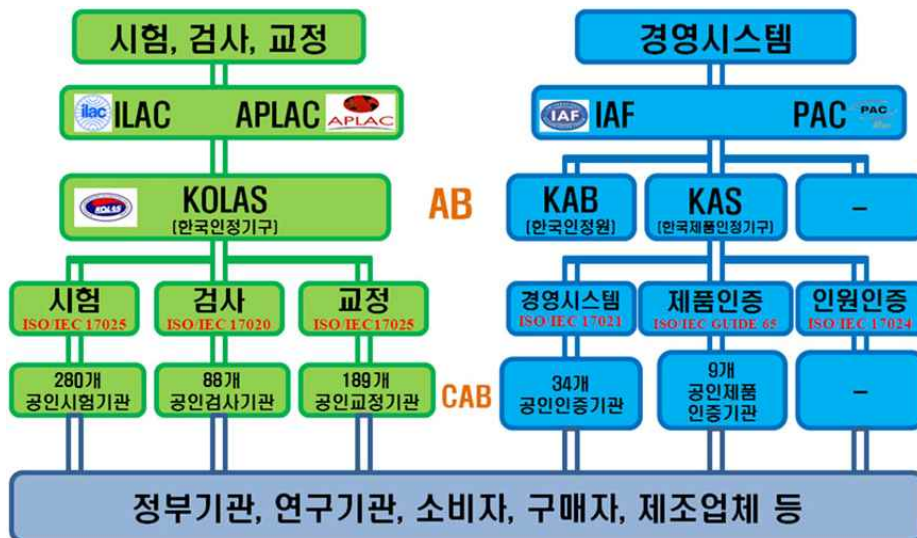 시험, 검사, 교정
경영시스템
ilac ILAC APLAC APLAC
IAF IAF PAC PAC
KOLAS KOLAS
(한국인정기구)
AB
KAB
(한국인정원)
KAS
(한국제품인정기구)
–
시험
ISO/IEC 17025
검사
ISO/IEC 17020
교정
ISO/IEC 17025
경영시스템
ISO/IEC 17021
제품인증
ISO/IEC GUIDE 65
인원인증
ISO/IEC 17024
280개
공인시험기관
88개
공인검사기관
189개
공인교정기관
CAB
34개
공인인증기관
9개
공인제품
인증기관
–
정부기관, 연구기관, 소비자, 구매자, 제조업체 등